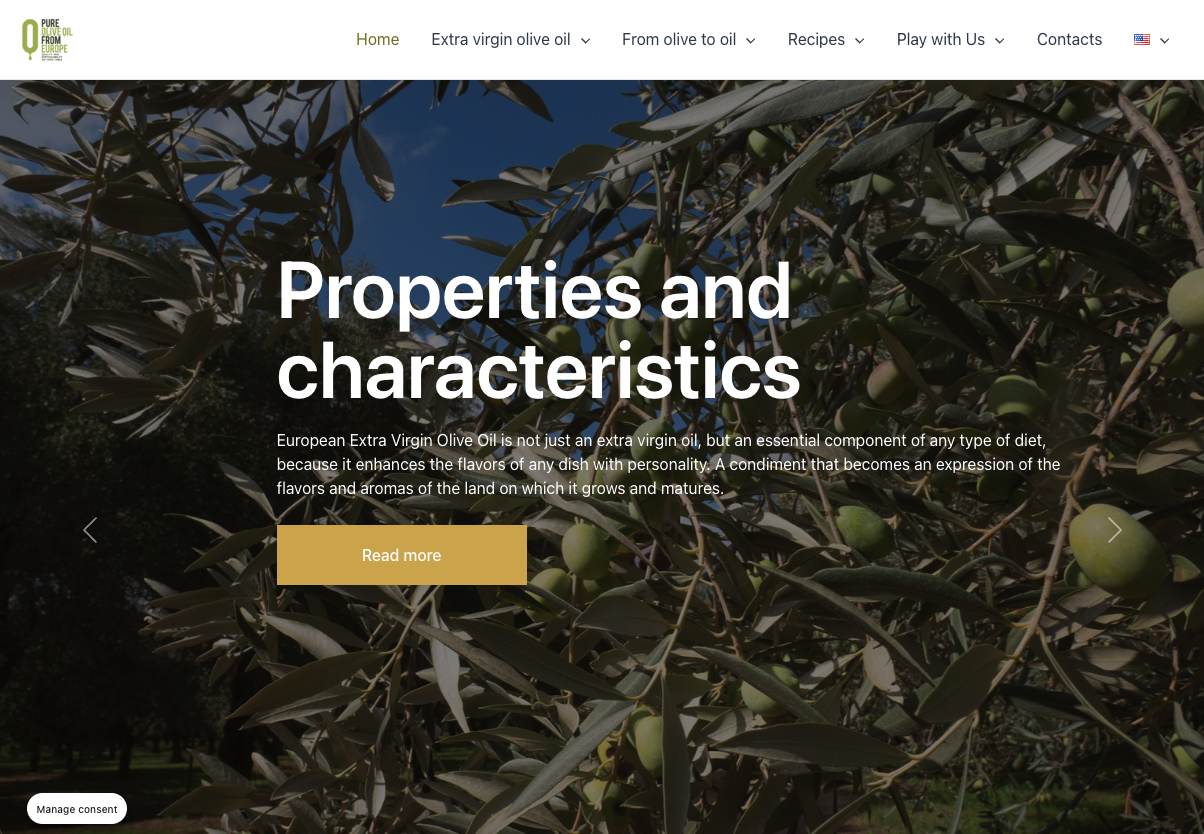 PURE
OLIVE OIL
FROM
EUROPE
Home
Extra virgin olive oil
From olive to oil
Recipes
Play with Us
Contacts
Properties and
characteristics
European Extra Virgin Olive Oil is not just an extra virgin oil, but an essential component of any type of diet,
because it enhances the flavors of any dish with personality. A condiment that becomes an expression of the
flavors and aromas of the land on which it grows and matures.
Read more
Manage consent